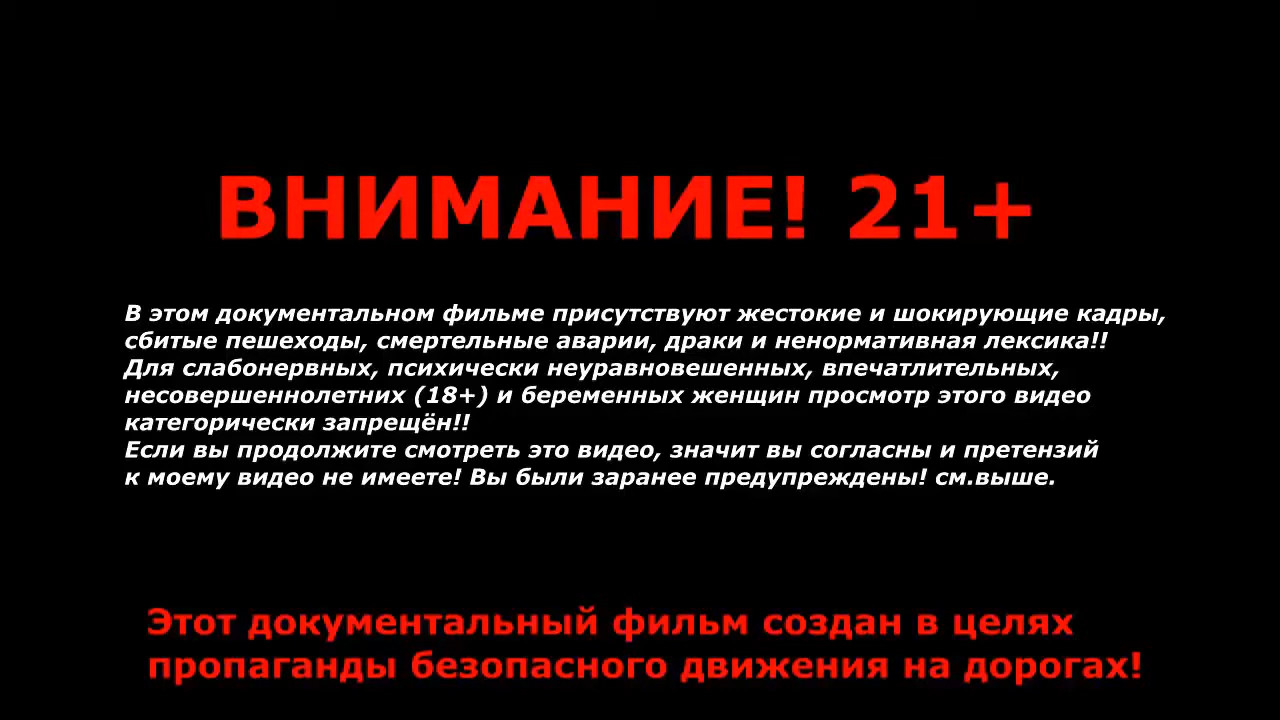 ВНИМАНИЕ! 21+
В этом документальном фильме присутствуют жестокие и шокирующие кадры,
сбитые пешеходы, смертельные аварии, драки и ненормативная лексика!!
Для слабонервных, психически неуравновешенных, впечатлительных,
несовершеннолетних (18+) и беременных женщин просмотр этого видео
категорически запрещён!!
Если вы продолжите смотреть это видео, значит вы согласны и претензий
к моему видео не имеете! Вы были заранее предупреждены! см.выше.
Этот документальный фильм создан в целях
пропаганды безопасного движения на дорогах!